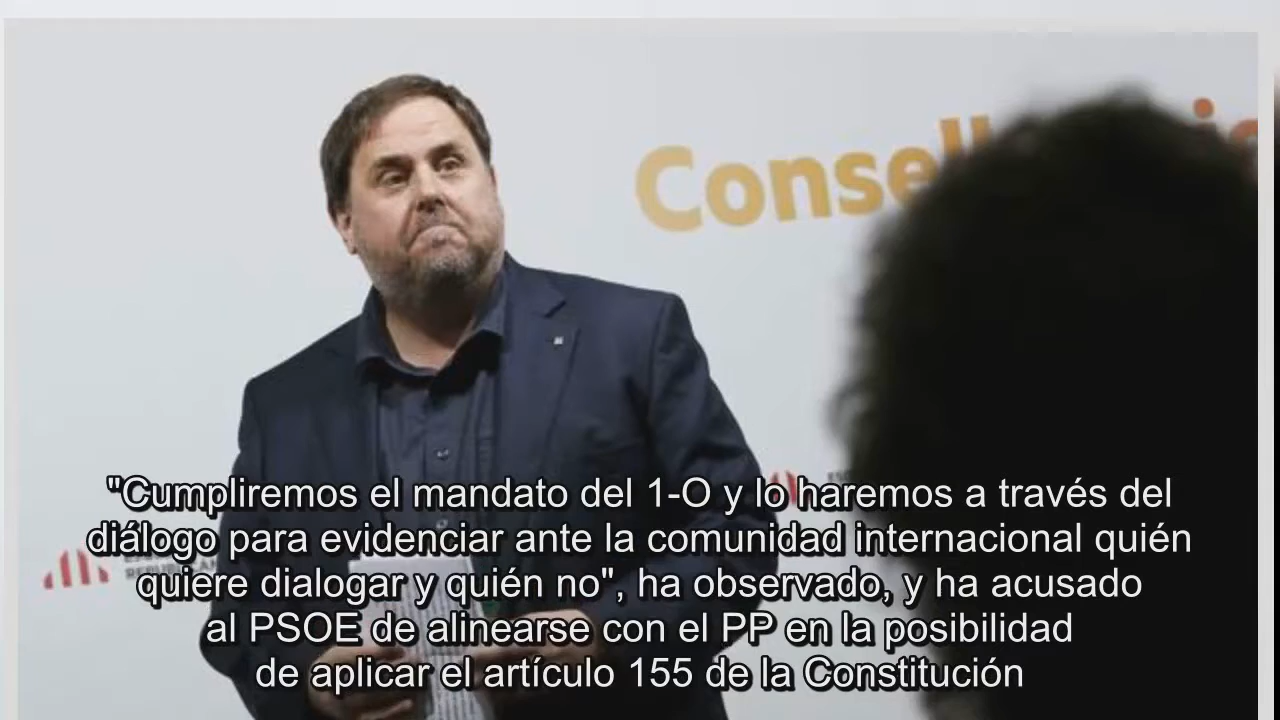 Consell
"Cumpliremos el mandato del 1-O y lo haremos a través del
diálogo para evidenciar ante la comunidad internacional quién
quiere dialogar y quién no", ha observado, y ha acusado
al PSOE de alinearse con el PP en la posibilidad
de aplicar el artículo 155 de la Constitución